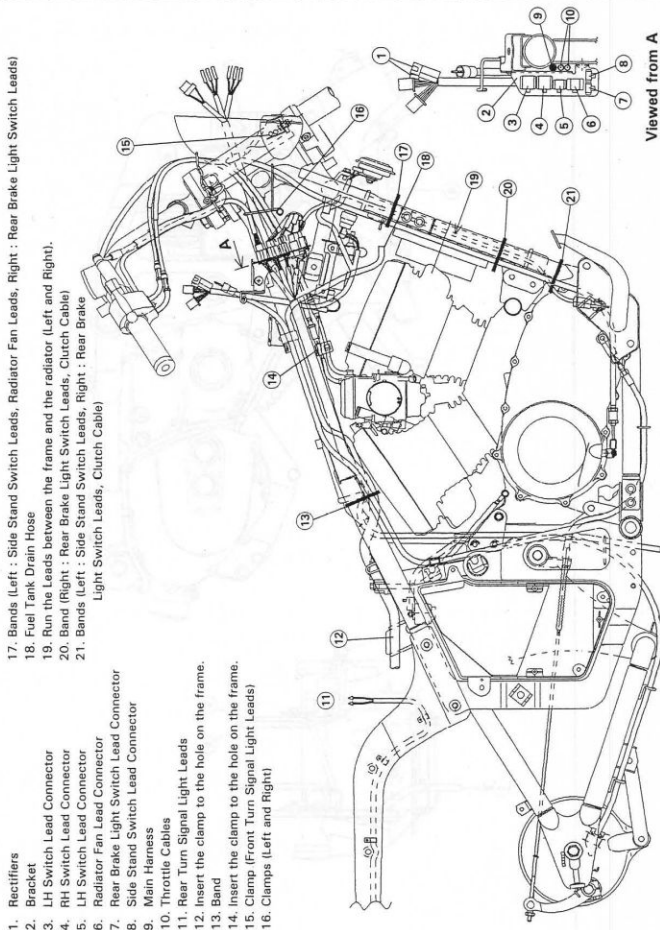 1. Rectifiers
2. Bracket
3. LH Switch Lead Connector
4. RH Switch Lead Connector
5. LH Switch Lead Connector
6. Radiator Fan Lead Connector
7. Rear Brake Light Switch Lead Connector
8. Side Stand Switch Lead Connector
9. Main Harness
10. Throttle Cables
11. Rear Turn Signal Light Leads
12. Insert the clamp to the hole on the frame.
13. Band
14. Insert the clamp to the hole on the frame.
15. Clamp (Front Turn Signal Light Leads)
16. Clamps (Left and Right)
17. Bands (Left : Side Stand Switch Leads, Radiator Fan Leads, Right : Rear Brake Light Switch Leads)
18. Fuel Tank Drain Hose
19. Run the Leads between the frame and the radiator (Left and Right).
20. Band (Right : Rear Brake Light Switch Leads, Clutch Cable)
21. Bands (Left : Side Stand Switch Leads, Right : Rear Brake
Light Switch Leads, Clutch Cable)
11
12
13
14
A
15
16
17
18
19
20
21
1
2
3
4
5
6
7
8
9
10
Viewed from A